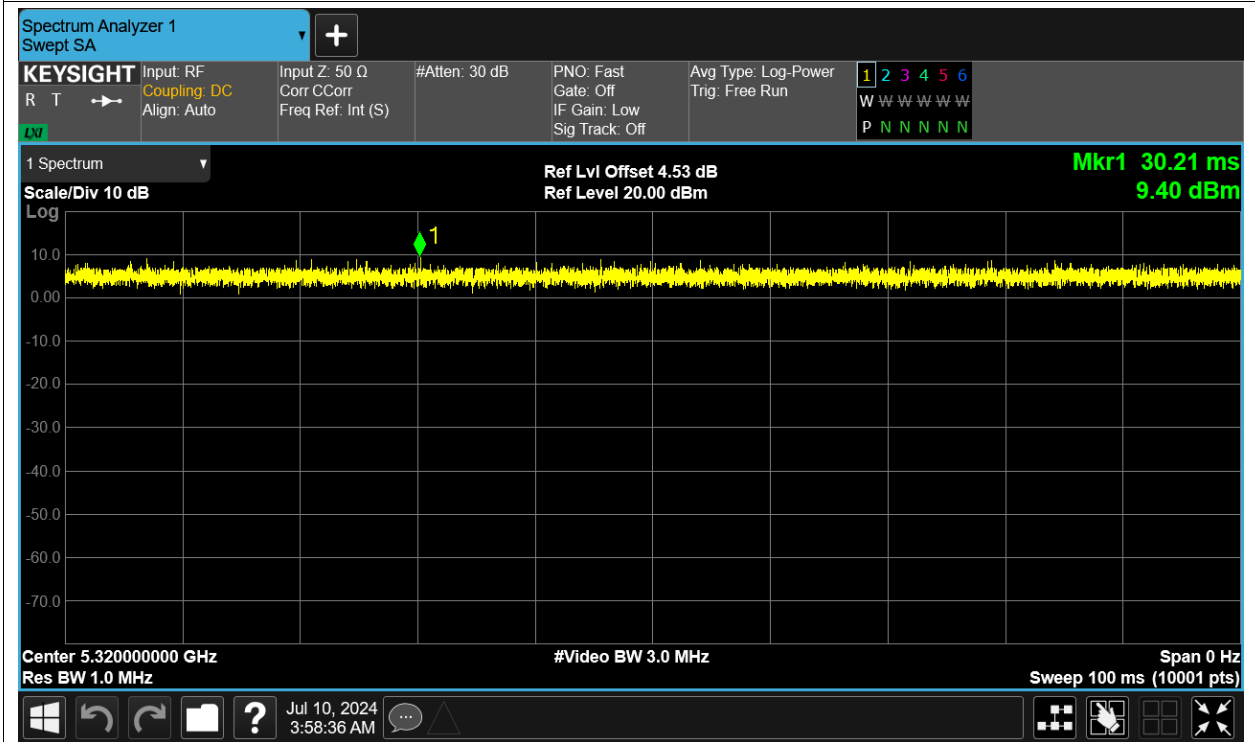 Spectrum Analyzer 1
Swept SA
+
KEYSIGHT
R T
LXI
Input: RF
Coupling: DC
Align: Auto
Input Z: 50 Ω
Corr CCorr
Freq Ref: Int (S)
#Atten: 30 dB
PNO: Fast
Gate: Off
IF Gain: Low
Sig Track: Off
Avg Type: Log-Power
Trig: Free Run
1 2 3 4 5 6
W W W W W W
P N N N N N
1 Spectrum
Scale/Div 10 dB
Log
Ref Lvl Offset 4.53 dB
Ref Level 20.00 dBm
Mkr1 30.21 ms
9.40 dBm
1
10.0
0.00
-10.0
-20.0
-30.0
-40.0
-50.0
-60.0
-70.0
Center 5.320000000 GHz
Res BW 1.0 MHz
#Video BW 3.0 MHz
Span 0 Hz
Sweep 100 ms (10001 pts)
?
Jul 10, 2024
3:58:36 AM